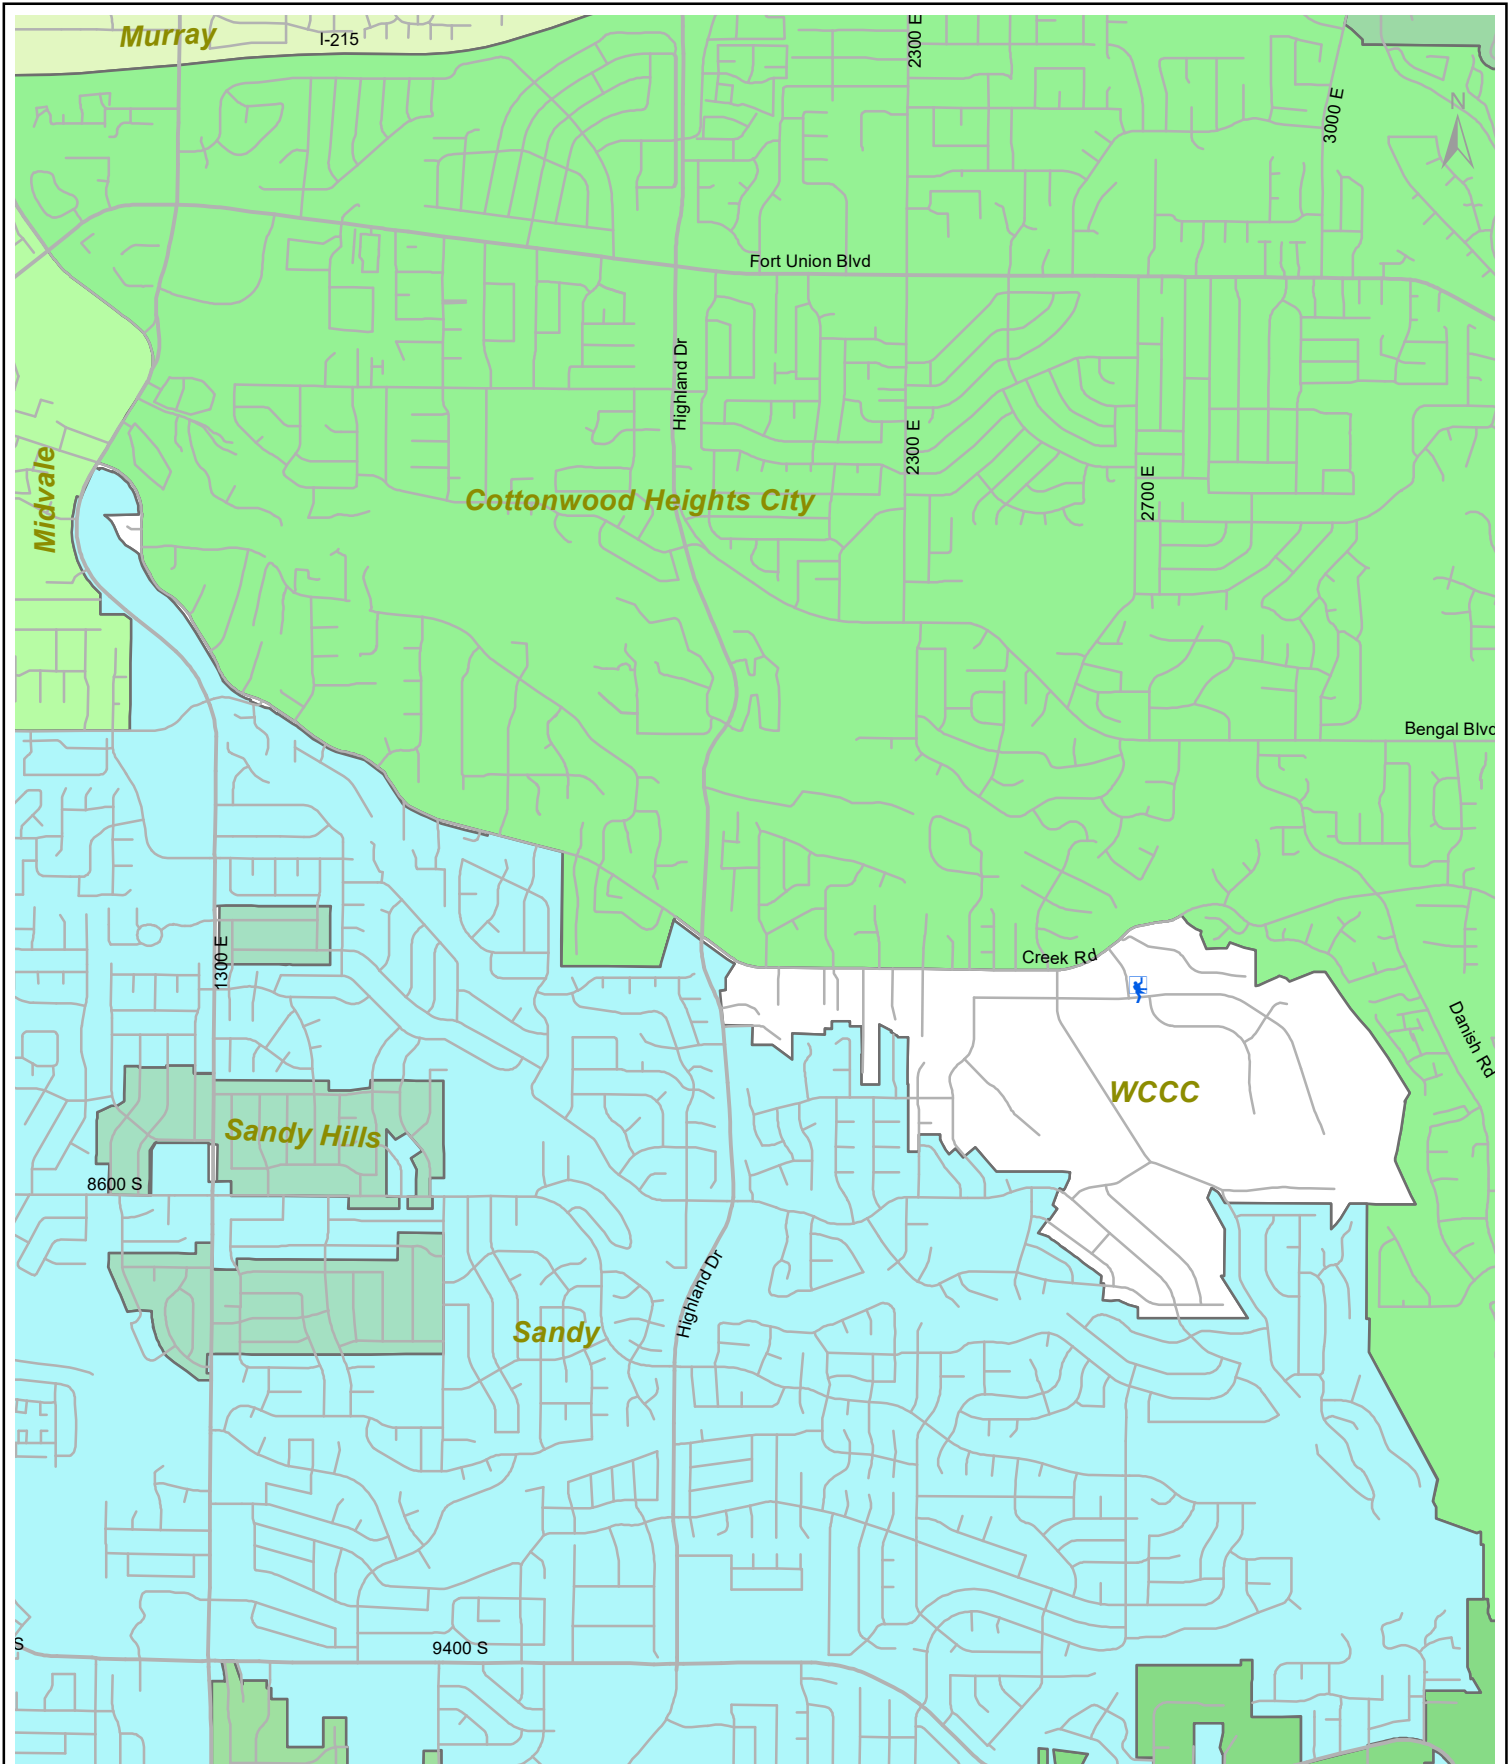 Murray
I-215
2300 E
3000 E
N
Fort Union Blvd
Highland Dr
2300 E
2700 E
Midvale
Cottonwood Heights City
Bengal Blvd
1300 E
Creek Rd
Danish Rd
WCCC
Sandy Hills
8600 S
Highland Dr
Sandy
S
9400 S